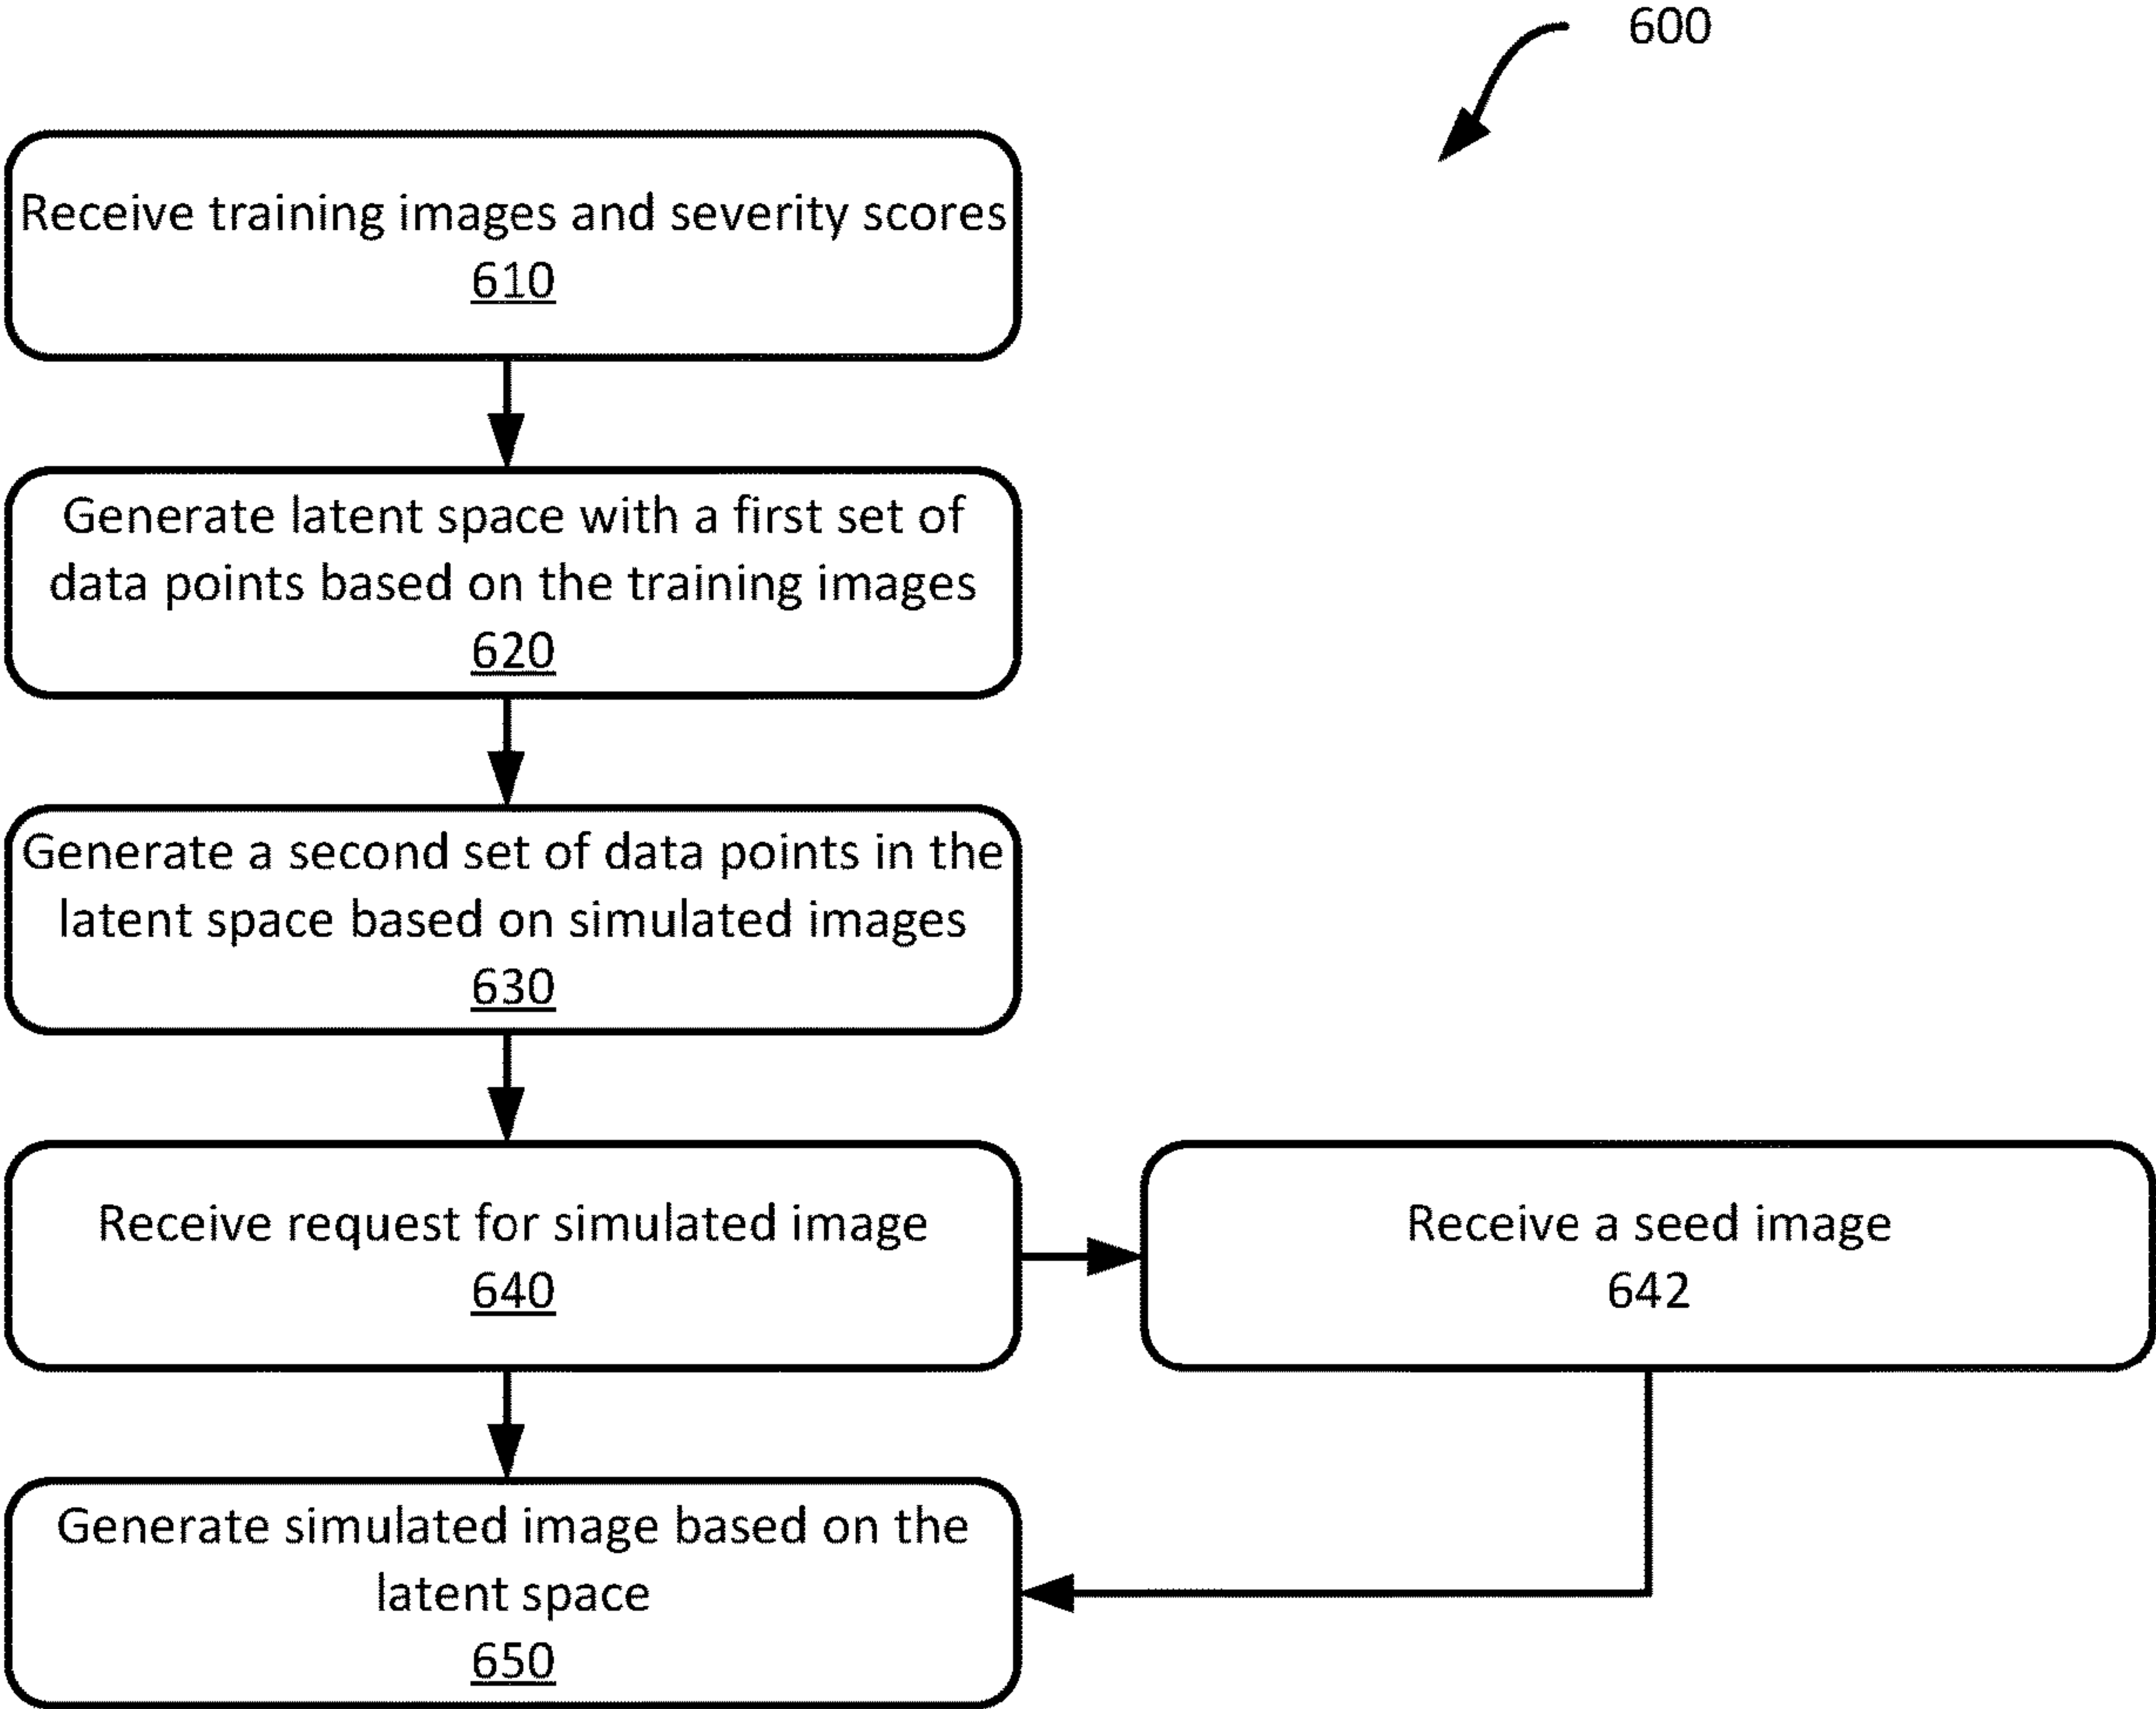 600
Receive training images and severity scores
610
Generate latent space with a first set of
data points based on the training images
620
Generate a second set of data points in the
latent space based on simulated images
630
Receive request for simulated image
640
Receive a seed image
642
Generate simulated image based on the
latent space
650